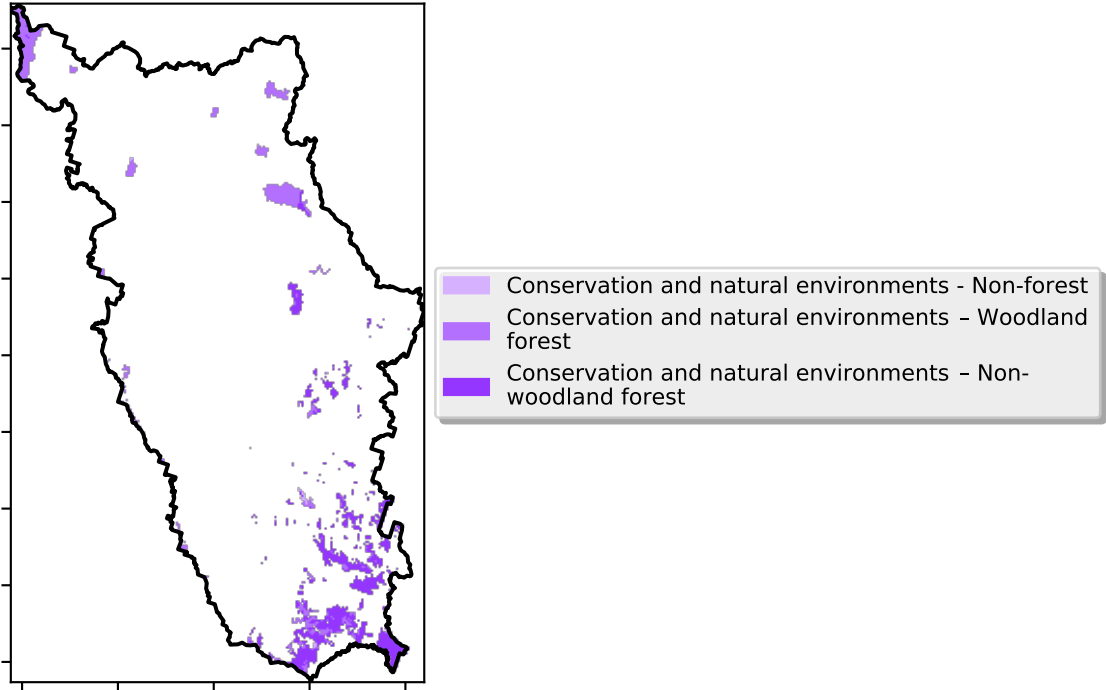 Conservation and natural environments - Non-forest
Conservation and natural environments – Woodland
forest
Conservation and natural environments – Non-
woodland forest